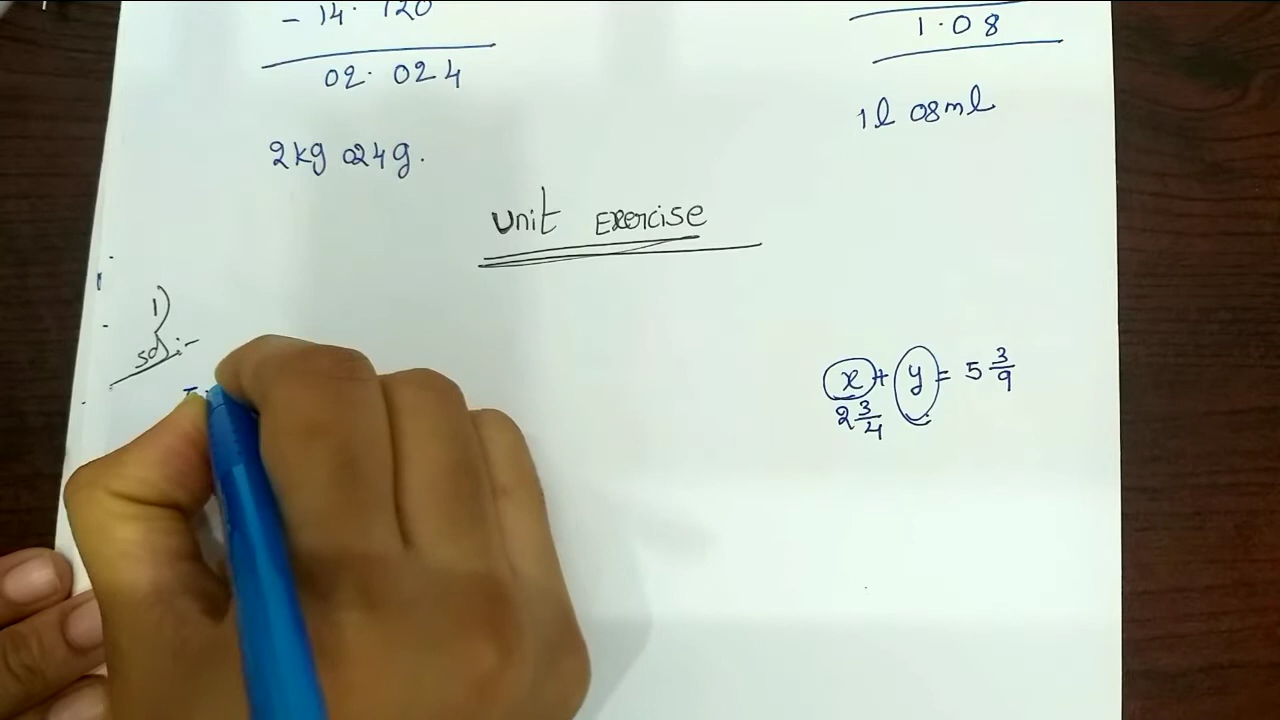 - 14. 120
1.08
02. 024
1l 08ml
2kg 024g.
Unit Exercise
1)
sol:-
x + y = 5 3/9
2 3/4